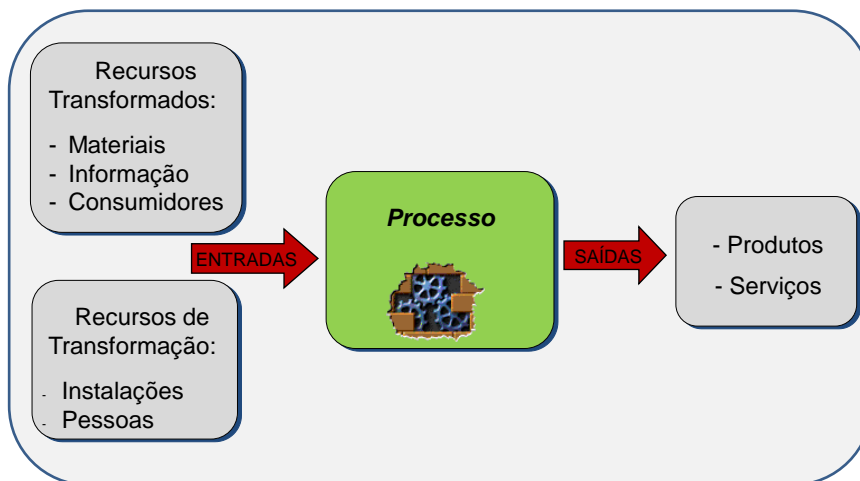 Recursos
Transformados:
- Materiais
- Informação
- Consumidores
Recursos de
Transformação:
- Instalações
- Pessoas
ENTRADAS
Processo
SAÍDAS
- Produtos
- Serviços